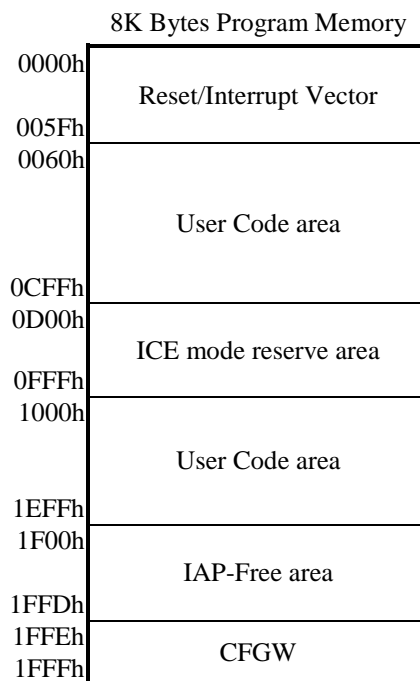 8K Bytes Program Memory
0000h
Reset/Interrupt Vector
005Fh
0060h
User Code area
0CFFh
0D00h
ICE mode reserve area
0FFFh
1000h
User Code area
1EFFh
1F00h
IAP-Free area
1FFDh
1FFEh
CFGW
1FFFh